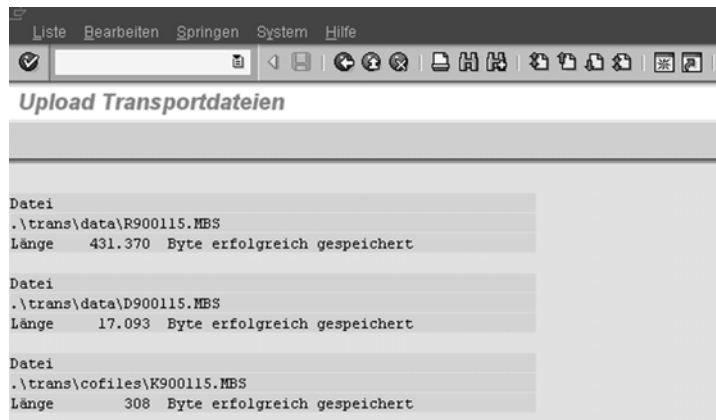 Liste Bearbeiten Springen System Hilfe
Upload Transportdateien
Datei
.\trans\data\R900115.MBS
Länge 431.370 Byte erfolgreich gespeichert
Datei
.\trans\data\D900115.MBS
Länge 17.093 Byte erfolgreich gespeichert
Datei
.\trans\cofiles\K900115.MBS
Länge 308 Byte erfolgreich gespeichert